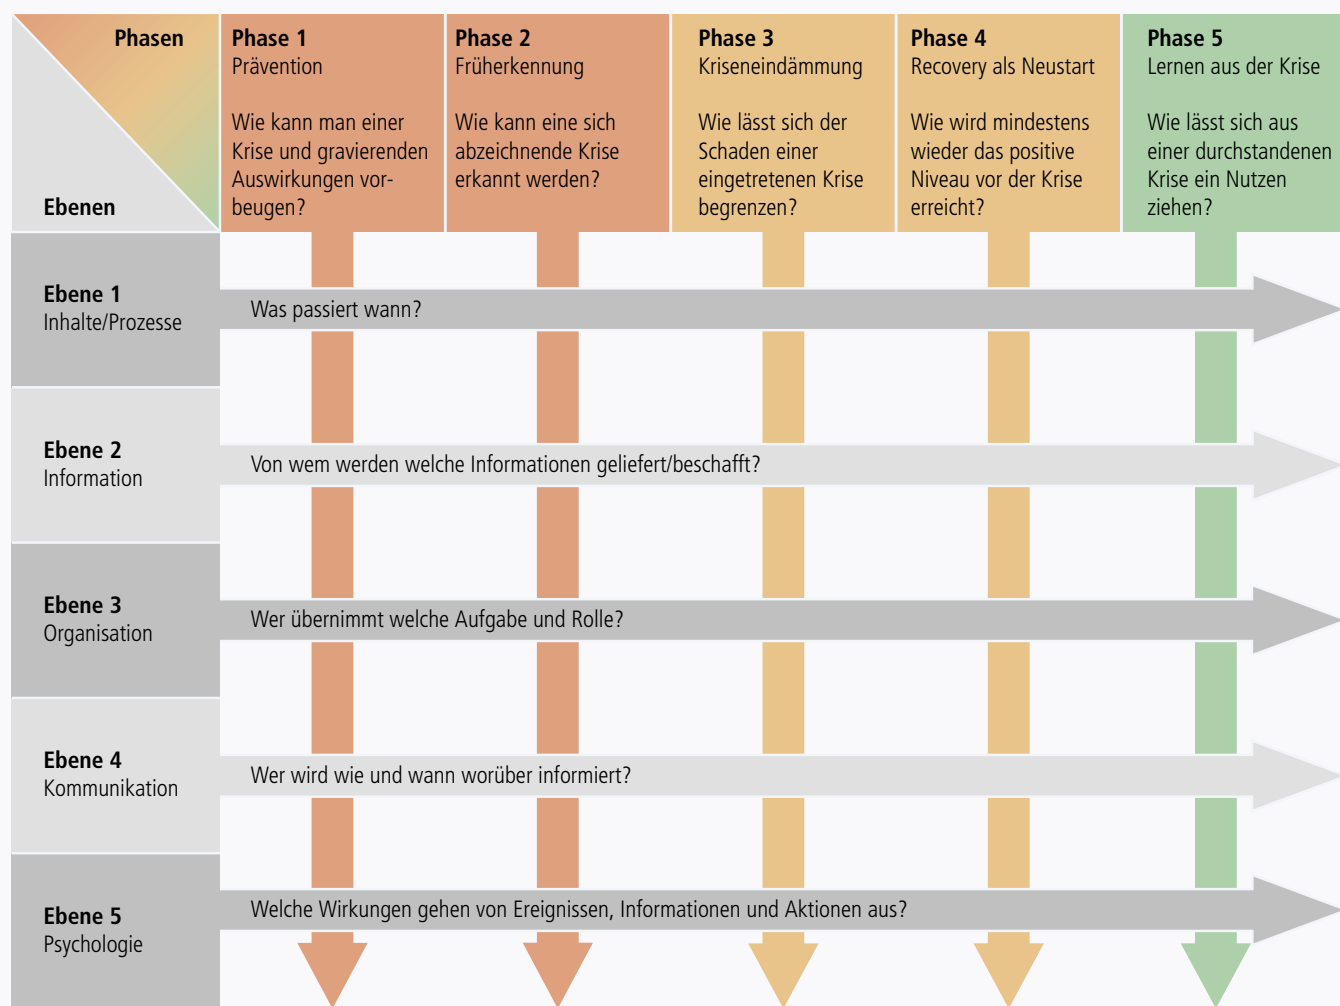 Phasen
Ebenen
Phase 1
Prävention
Wie kann man einer
Krise und gravierenden
Auswirkungen vor-
beugen?
Phase 2
Früherkennung
Wie kann eine sich
abzeichnende Krise
erkannt werden?
Phase 3
Kriseneindämmung
Wie lässt sich der
Schaden einer
eingetretenen Krise
begrenzen?
Phase 4
Recovery als Neustart
Wie wird mindestens
wieder das positive
Niveau vor der Krise
erreicht?
Phase 5
Lernen aus der Krise
Wie lässt sich aus
einer durchstandenen
Krise ein Nutzen
ziehen?
Ebene 1
Inhalte/Prozesse
Was passiert wann?
Ebene 2
Information
Von wem werden welche Informationen geliefert/beschafft?
Ebene 3
Organisation
Wer übernimmt welche Aufgabe und Rolle?
Ebene 4
Kommunikation
Wer wird wie und wann worüber informiert?
Ebene 5
Psychologie
Welche Wirkungen gehen von Ereignissen, Informationen und Aktionen aus?